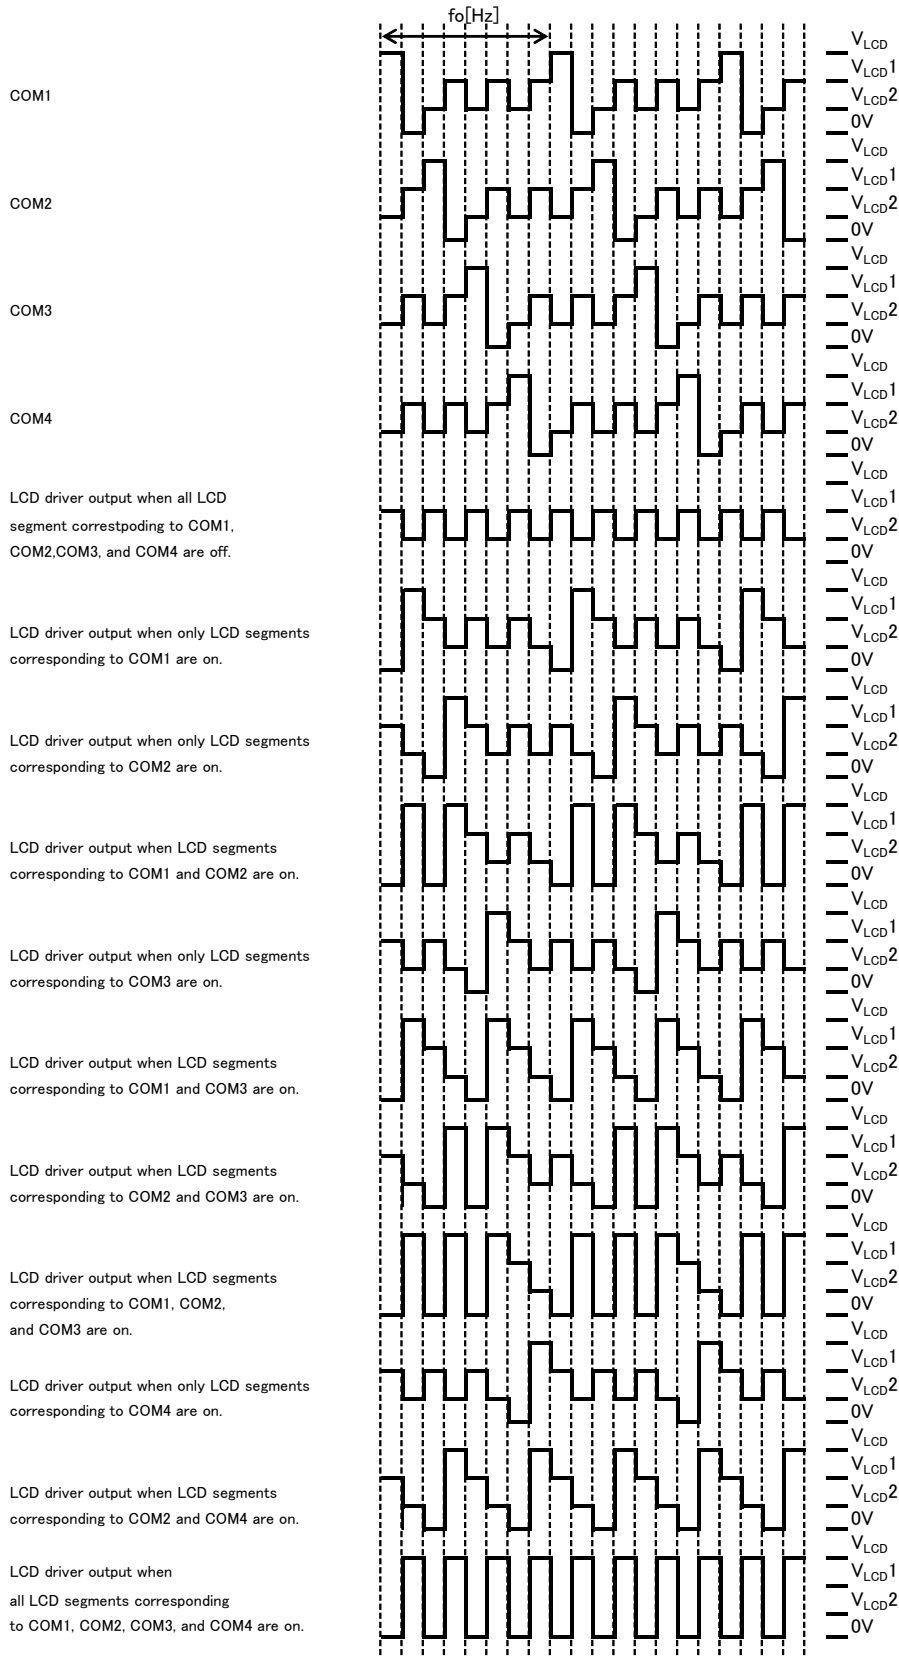 fo[Hz]
VLCD
VLCD1
COM1
VLCD2
0V
VLCD
VLCD1
COM2
VLCD2
0V
VLCD
VLCD1
COM3
VLCD2
0V
VLCD
VLCD1
COM4
VLCD2
0V
VLCD
LCD driver output when all LCD
VLCD1
segment correstpoding to COM1,
VLCD2
COM2,COM3, and COM4 are off.
0V
VLCD
VLCD1
LCD driver output when only LCD segments
VLCD2
corresponding to COM1 are on.
0V
VLCD
VLCD1
LCD driver output when only LCD segments
VLCD2
corresponding to COM2 are on.
0V
VLCD
VLCD1
LCD driver output when LCD segments
VLCD2
corresponding to COM1 and COM2 are on.
0V
VLCD
VLCD1
LCD driver output when only LCD segments
VLCD2
corresponding to COM3 are on.
0V
VLCD
VLCD1
LCD driver output when LCD segments
VLCD2
corresponding to COM1 and COM3 are on.
0V
VLCD
VLCD1
LCD driver output when LCD segments
VLCD2
corresponding to COM2 and COM3 are on.
0V
VLCD
VLCD1
LCD driver output when LCD segments
VLCD2
corresponding to COM1, COM2,
0V
and COM3 are on.
VLCD
VLCD1
LCD driver output when only LCD segments
VLCD2
corresponding to COM4 are on.
0V
VLCD
VLCD1
LCD driver output when LCD segments
VLCD2
corresponding to COM2 and COM4 are on.
0V
VLCD
LCD driver output when
VLCD1
all LCD segments corresponding
VLCD2
to COM1, COM2, COM3, and COM4 are on.
0V